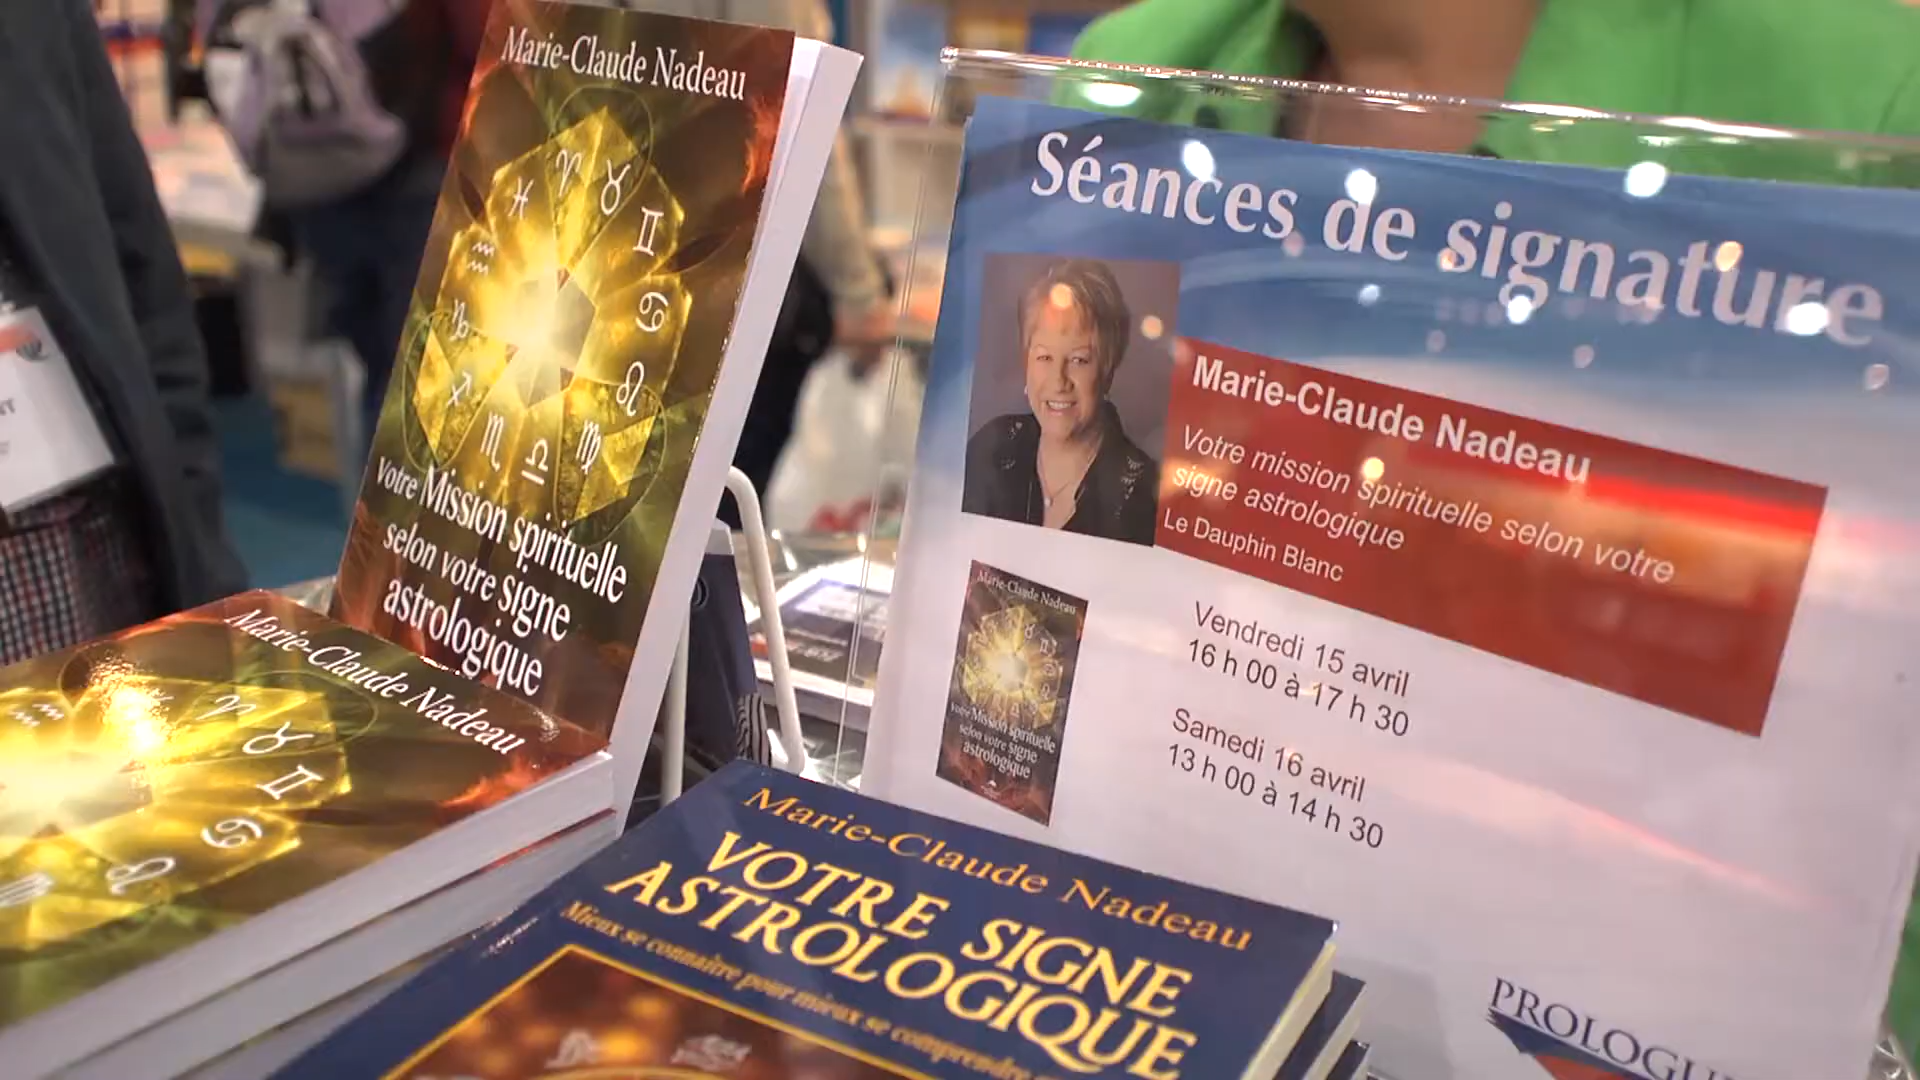 Marie-Claude Nadeau
votre Mission spirituelle
selon votre signe
astrologique
Marie-Claude Nadeau
Marie-Claude Nadeau
VOTRE SIGNE
ASTROLOGIQUE
Mieux se connaître pour mieux se comprendre
Séances de signature
Marie-Claude Nadeau
Votre mission spirituelle selon votre
signe astrologique
Le Dauphin Blanc
Marie-Claude Nadeau
votre Mission spirituelle
selon votre signe
astrologique
Vendredi 15 avril
16 h 00 à 17 h 30
Samedi 16 avril
13 h 00 à 14 h 30